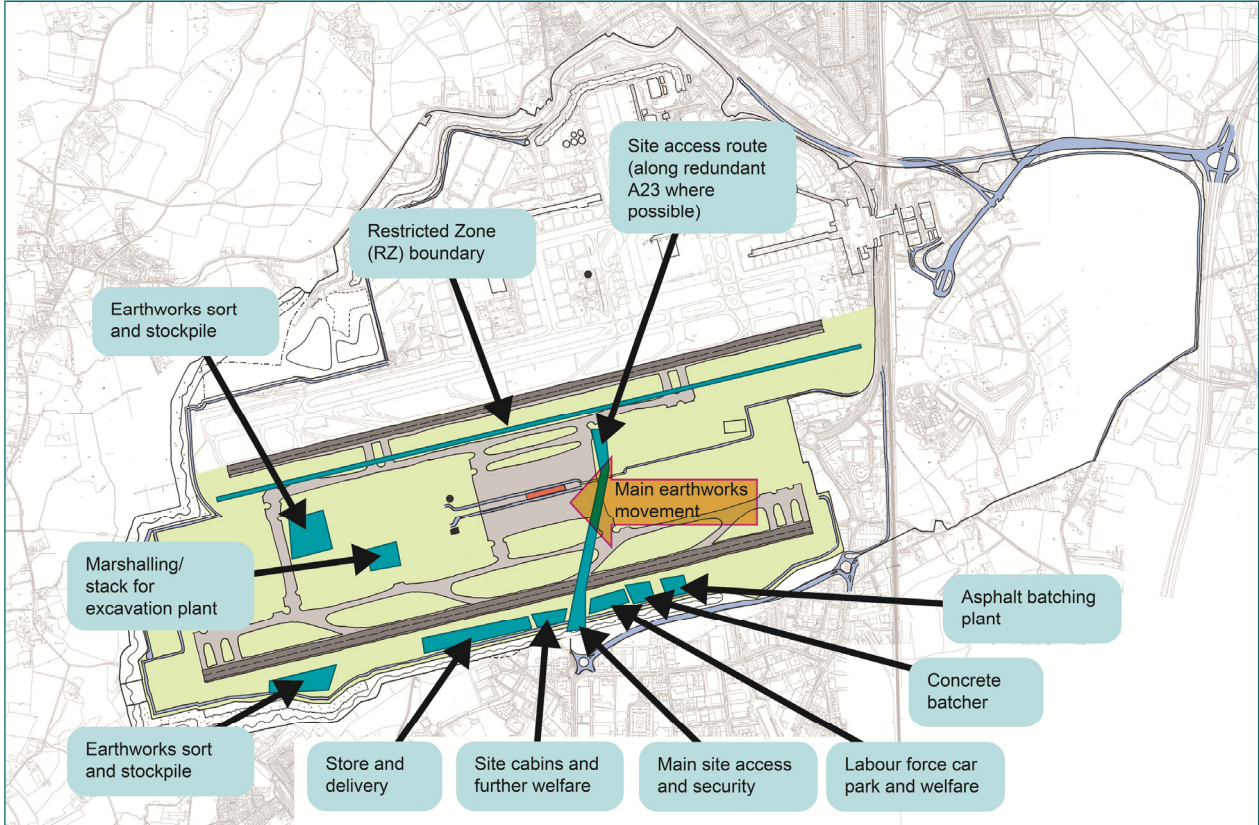 Site access route
(along redundant
A23 where
possible)
Restricted Zone
(RZ) boundary
Earthworks sort
and stockpile
Main earthworks
movement
Marshalling/
stack for
excavation plant
Asphalt batching
plant
Concrete
batcher
Earthworks sort
and stockpile
Store and
delivery
Site cabins and
further welfare
Main site access
and security
Labour force car
park and welfare